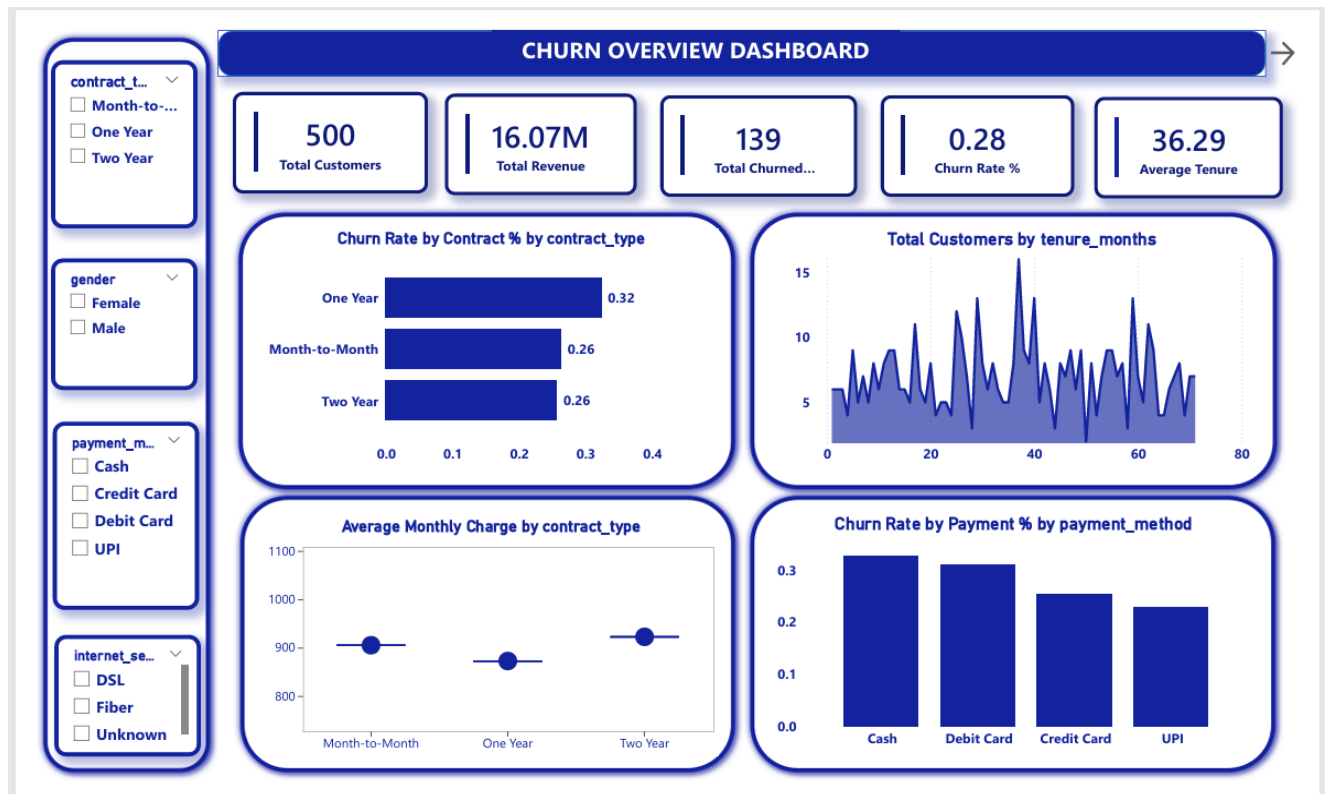 CHURN OVERVIEW DASHBOARD
contract_t...
Month-to-...
One Year
Two Year
gender
Female
Male
payment_m...
Cash
Credit Card
Debit Card
UPI
internet_se...
DSL
Fiber
Unknown
500
Total Customers
16.07M
Total Revenue
139
Total Churned...
0.28
Churn Rate %
36.29
Average Tenure
Churn Rate by Contract % by contract_type
One Year 0.32
Month-to-Month 0.26
Two Year 0.26
0.0 0.1 0.2 0.3 0.4
Total Customers by tenure_months
15
10
5
0 20 40 60 80
Average Monthly Charge by contract_type
1100
1000
900
800
Month-to-Month One Year Two Year
Churn Rate by Payment % by payment_method
0.3
0.2
0.1
0.0
Cash Debit Card Credit Card UPI